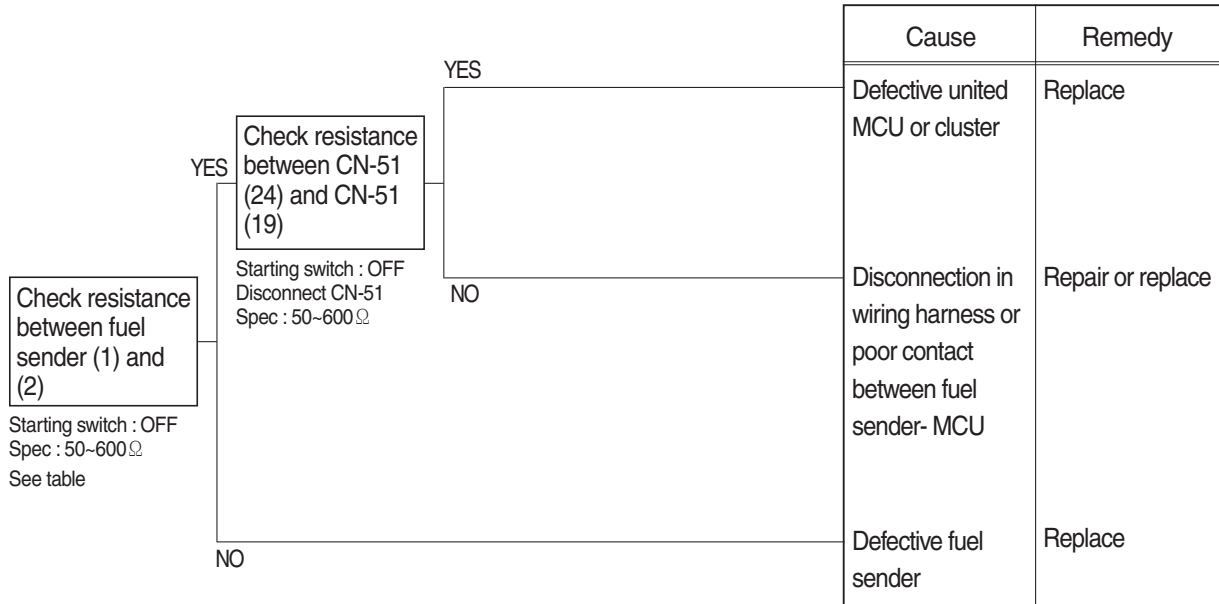 Cause
Remedy
YES
Defective united
MCU or cluster
Replace
YES
Check resistance
between CN-51
(24) and CN-51
(19)
Starting switch : OFF
Disconnect CN-51
Spec : 50~600Ω
NO
Disconnection in
wiring harness or
poor contact
between fuel
sender- MCU
Repair or replace
Check resistance
between fuel
sender (1) and
(2)
Starting switch : OFF
Spec : 50~600Ω
See table
NO
Defective fuel
sender
Replace